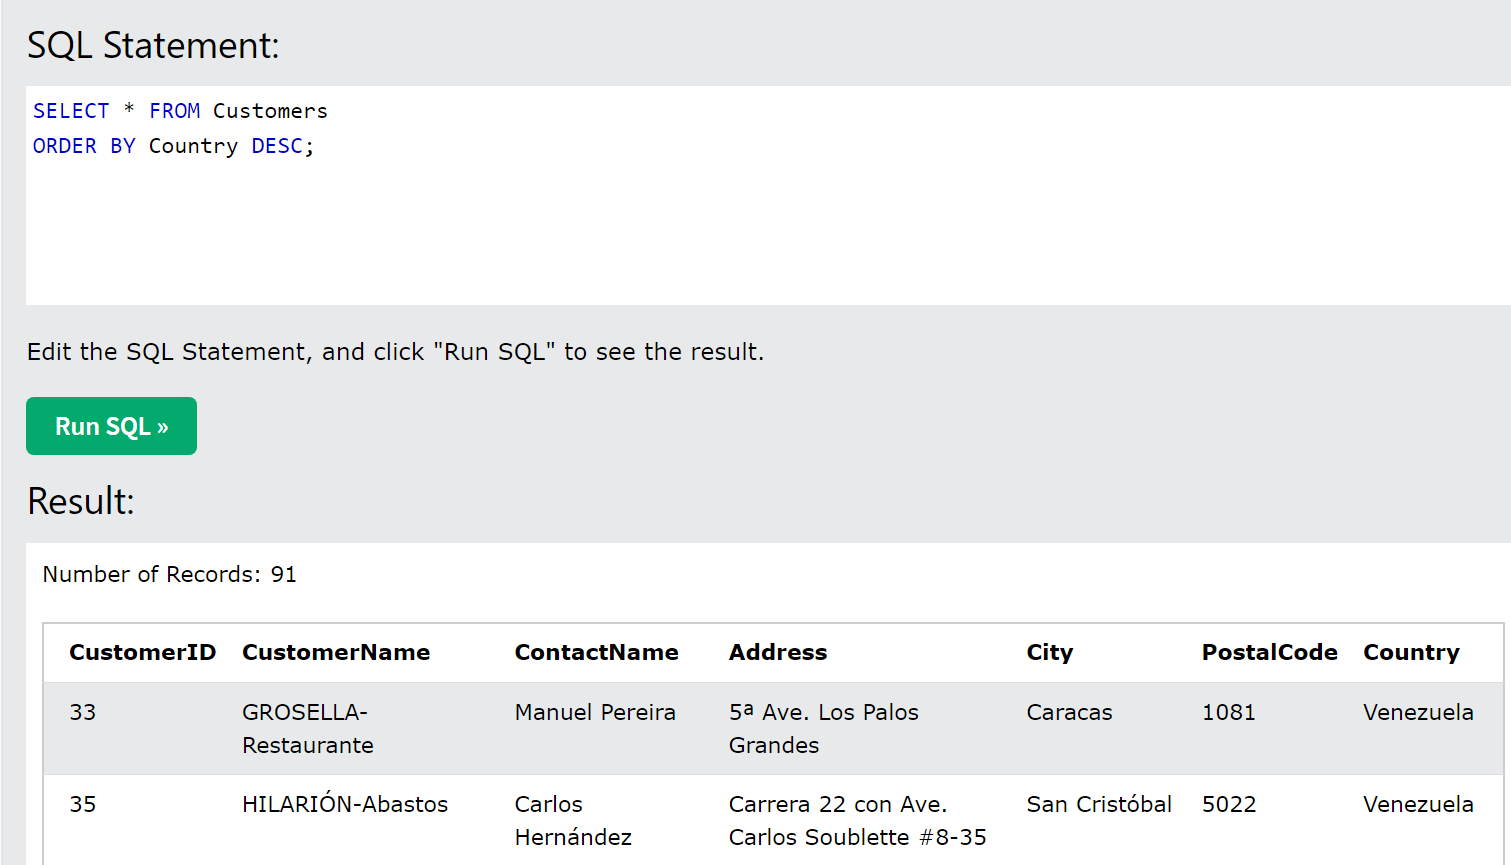 SQL Statement:
SELECT * FROM Customers
ORDER BY Country DESC;
Edit the SQL Statement, and click "Run SQL" to see the result.
Run SQL »
Result:
Number of Records: 91
CustomerID CustomerName ContactName Address City PostalCode Country
33 GROSELLA- Manuel Pereira 5ª Ave. Los Palos Caracas 1081 Venezuela
Restaurante Grandes
35 HILARIÓN-Abastos Carlos Carrera 22 con Ave. San Cristóbal 5022 Venezuela
Hernández Carlos Soublette #8-35